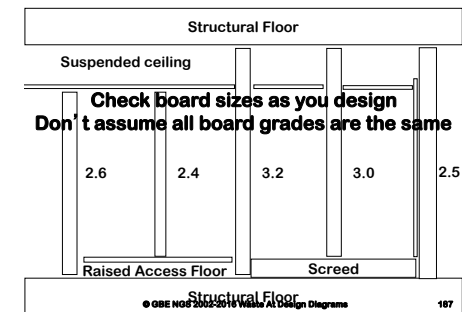 Structural Floor
Suspended ceiling
Check board sizes as you design
Don’t assume all board grades are the same
2.6 2.4 3.2 3.0 2.5
Raised Access Floor Screed
Structural Floor
© GBE NGS 2002-2016 Waste At Design Diagrams 187